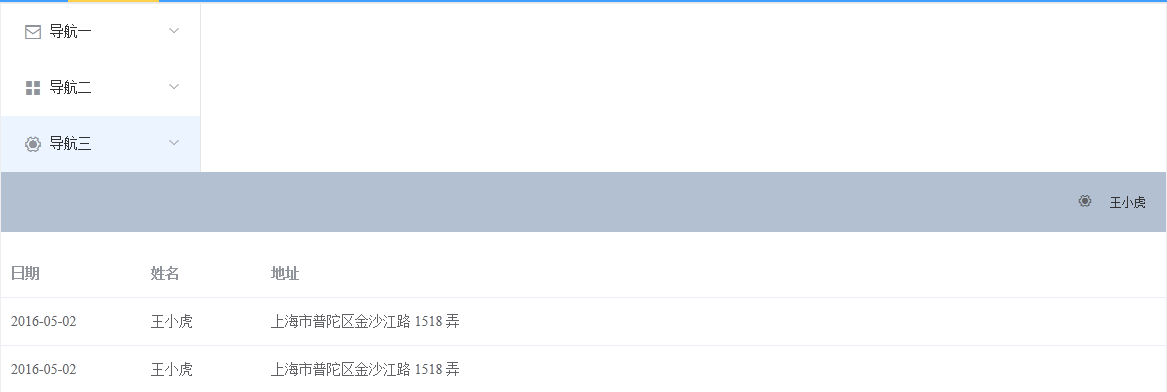 导航一
导航二
导航三
王小虎
日期 姓名 地址
2016-05-02 王小虎 上海市普陀区金沙江路 1518 弄
2016-05-02 王小虎 上海市普陀区金沙江路 1518 弄